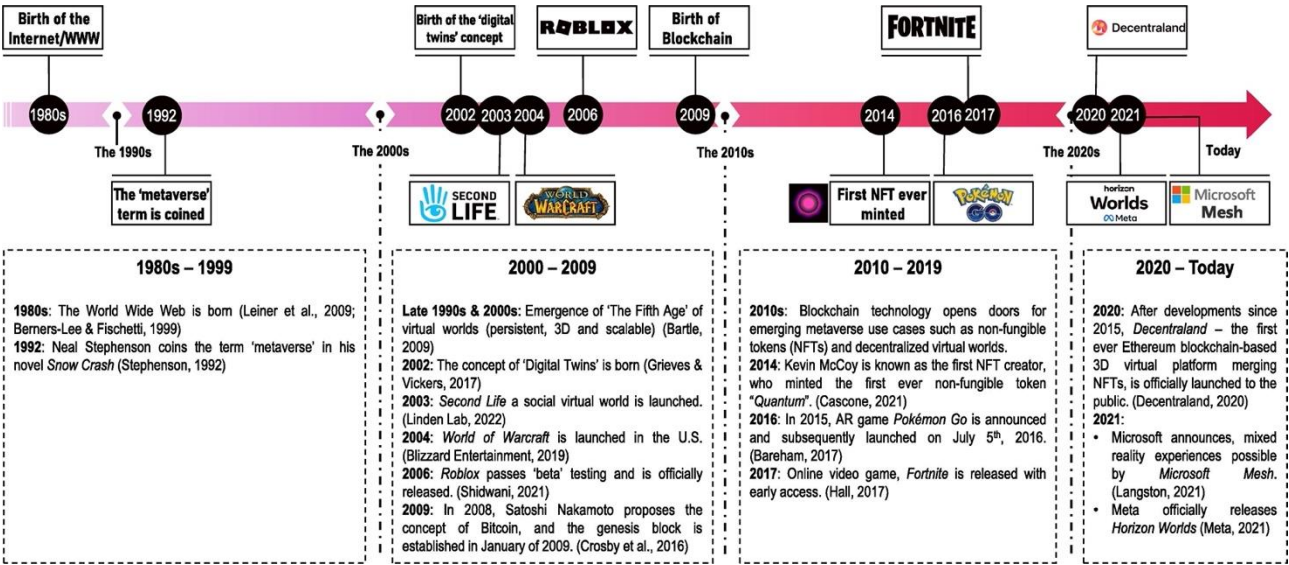 Birth of the
Internet/WWW
Birth of the 'digital
twins' concept
ROBLOX
Birth of
Blockchain
FORTNITE
Decentraland
1980s
1992
2002
2003
2004
2006
2009
2014
2016
2017
2020
2021
The 1990s
The 2000s
The 2010s
The 2020s
Today
The 'metaverse'
term is coined
SECOND
LIFE
WORLD
WARCRAFT
First NFT ever
minted
POKÉMON
GO
horizon
Worlds
Meta
Microsoft
Mesh
1980s – 1999
1980s: The World Wide Web is born (Leiner et al., 2009;
Berners-Lee & Fischetti, 1999)
1992: Neal Stephenson coins the term 'metaverse' in his
novel Snow Crash (Stephenson, 1992)
2000 – 2009
Late 1990s & 2000s: Emergence of 'The Fifth Age' of
virtual worlds (persistent, 3D and scalable) (Bartle,
2009)
2002: The concept of 'Digital Twins' is born (Grieves &
Vickers, 2017)
2003: Second Life a social virtual world is launched.
(Linden Lab, 2022)
2004: World of Warcraft is launched in the U.S.
(Blizzard Entertainment, 2019)
2006: Roblox passes 'beta' testing and is officially
released. (Shidwani, 2021)
2009: In 2008, Satoshi Nakamoto proposes the
concept of Bitcoin, and the genesis block is
established in January of 2009. (Crosby et al., 2016)
2010 – 2019
2010s: Blockchain technology opens doors for
emerging metaverse use cases such as non-fungible
tokens (NFTs) and decentralized virtual worlds.
2014: Kevin McCoy is known as the first NFT creator,
who minted the first ever non-fungible token
"Quantum". (Cascone, 2021)
2016: In 2015, AR game Pokémon Go is announced
and subsequently launched on July 5th, 2016.
(Bareham, 2017)
2017: Online video game, Fortnite is released with
early access. (Hall, 2017)
2020 – Today
2020: After developments since
2015, Decentraland – the first
ever Ethereum blockchain-based
3D virtual platform merging
NFTs, is officially launched to the
public. (Decentraland, 2020)
2021:
• Microsoft announces, mixed
reality experiences possible
by Microsoft Mesh.
(Langston, 2021)
• Meta officially releases
Horizon Worlds (Meta, 2021)